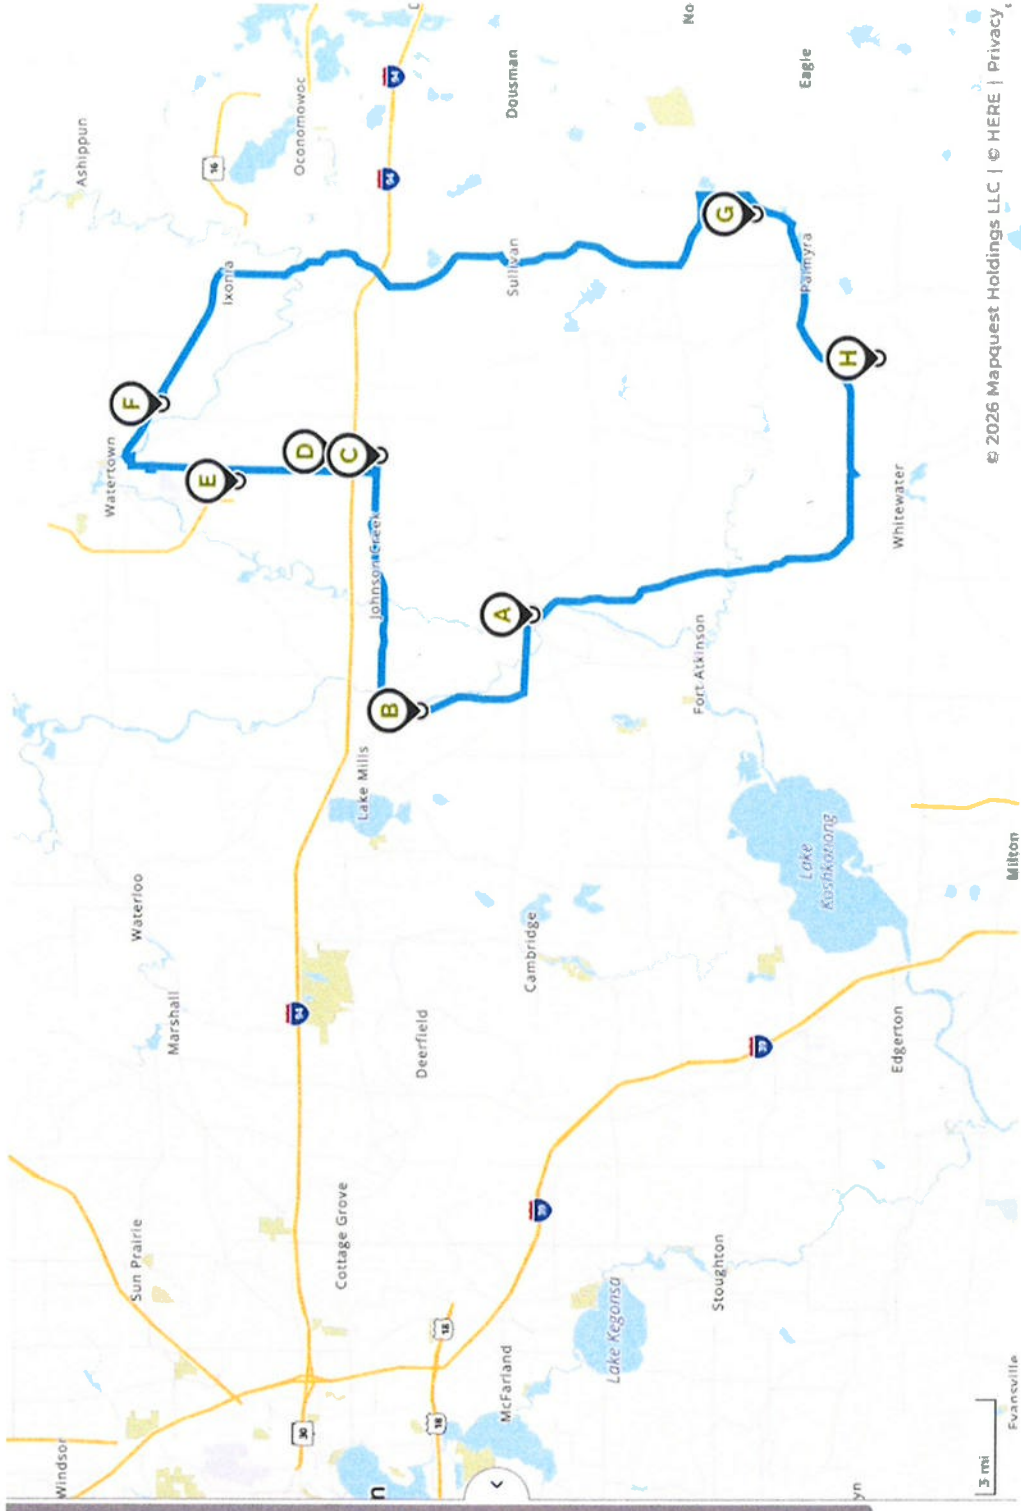 Windsor
Sun Prairie
Marshall
Waterloo
Watertown
Ashippun
F
E
Ixonia
16
Oconomowoc
30
Cottage Grove
94
Lake Mills
Johnson Creek
D
C
94
94
n
18
18
Deerfield
B
McFarland
39
Cambridge
A
Sullivan
Dousman
Lake Kegonsa
Stoughton
39
Fort Atkinson
G
No
Lake
Koshkonong
Palmyra
Eagle
H
yn
Edgerton
Whitewater
3 mi
Evansville
Milton
© 2026 Mapquest Holdings LLC | © HERE | Privacy